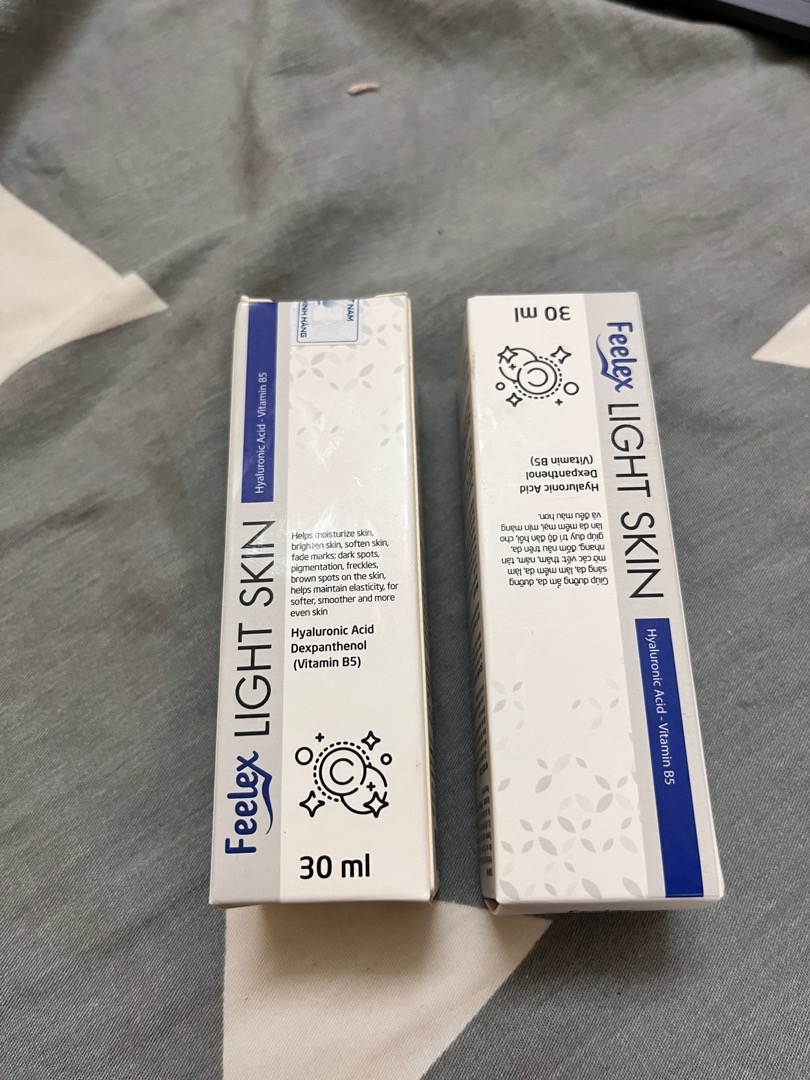 NAM
NH HÀNG
Hyaluronic Acid - Vitamin B5
Feelex LIGHT SKIN
Helps moisturize skin,
brighten skin, soften skin,
fade marks: dark spots,
pigmentation, freckles,
brown spots on the skin,
helps maintain elasticity, for
softer, smoother and more
even skin
Hyaluronic Acid
Dexpanthenol
(Vitamin B5)
C
30 ml
Feelex LIGHT SKIN
Hyaluronic Acid - Vitamin B5
Giúp dưỡng ẩm da, dưỡng
sáng da, làm mềm da, làm
mờ các vết thâm, nám, tàn
nhang, đốm nâu trên da,
giúp duy trì độ đàn hồi, cho
làn da mềm mại, mịn màng
và đều màu hơn.
Hyaluronic Acid
Dexpanthenol
(Vitamin B5)
C
30 ml